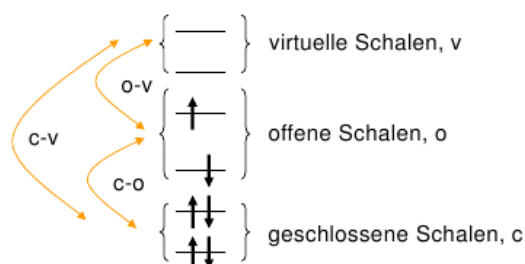 virtuelle Schalen, v
o-v
offene Schalen, o
c-v
c-o
geschlossene Schalen, c